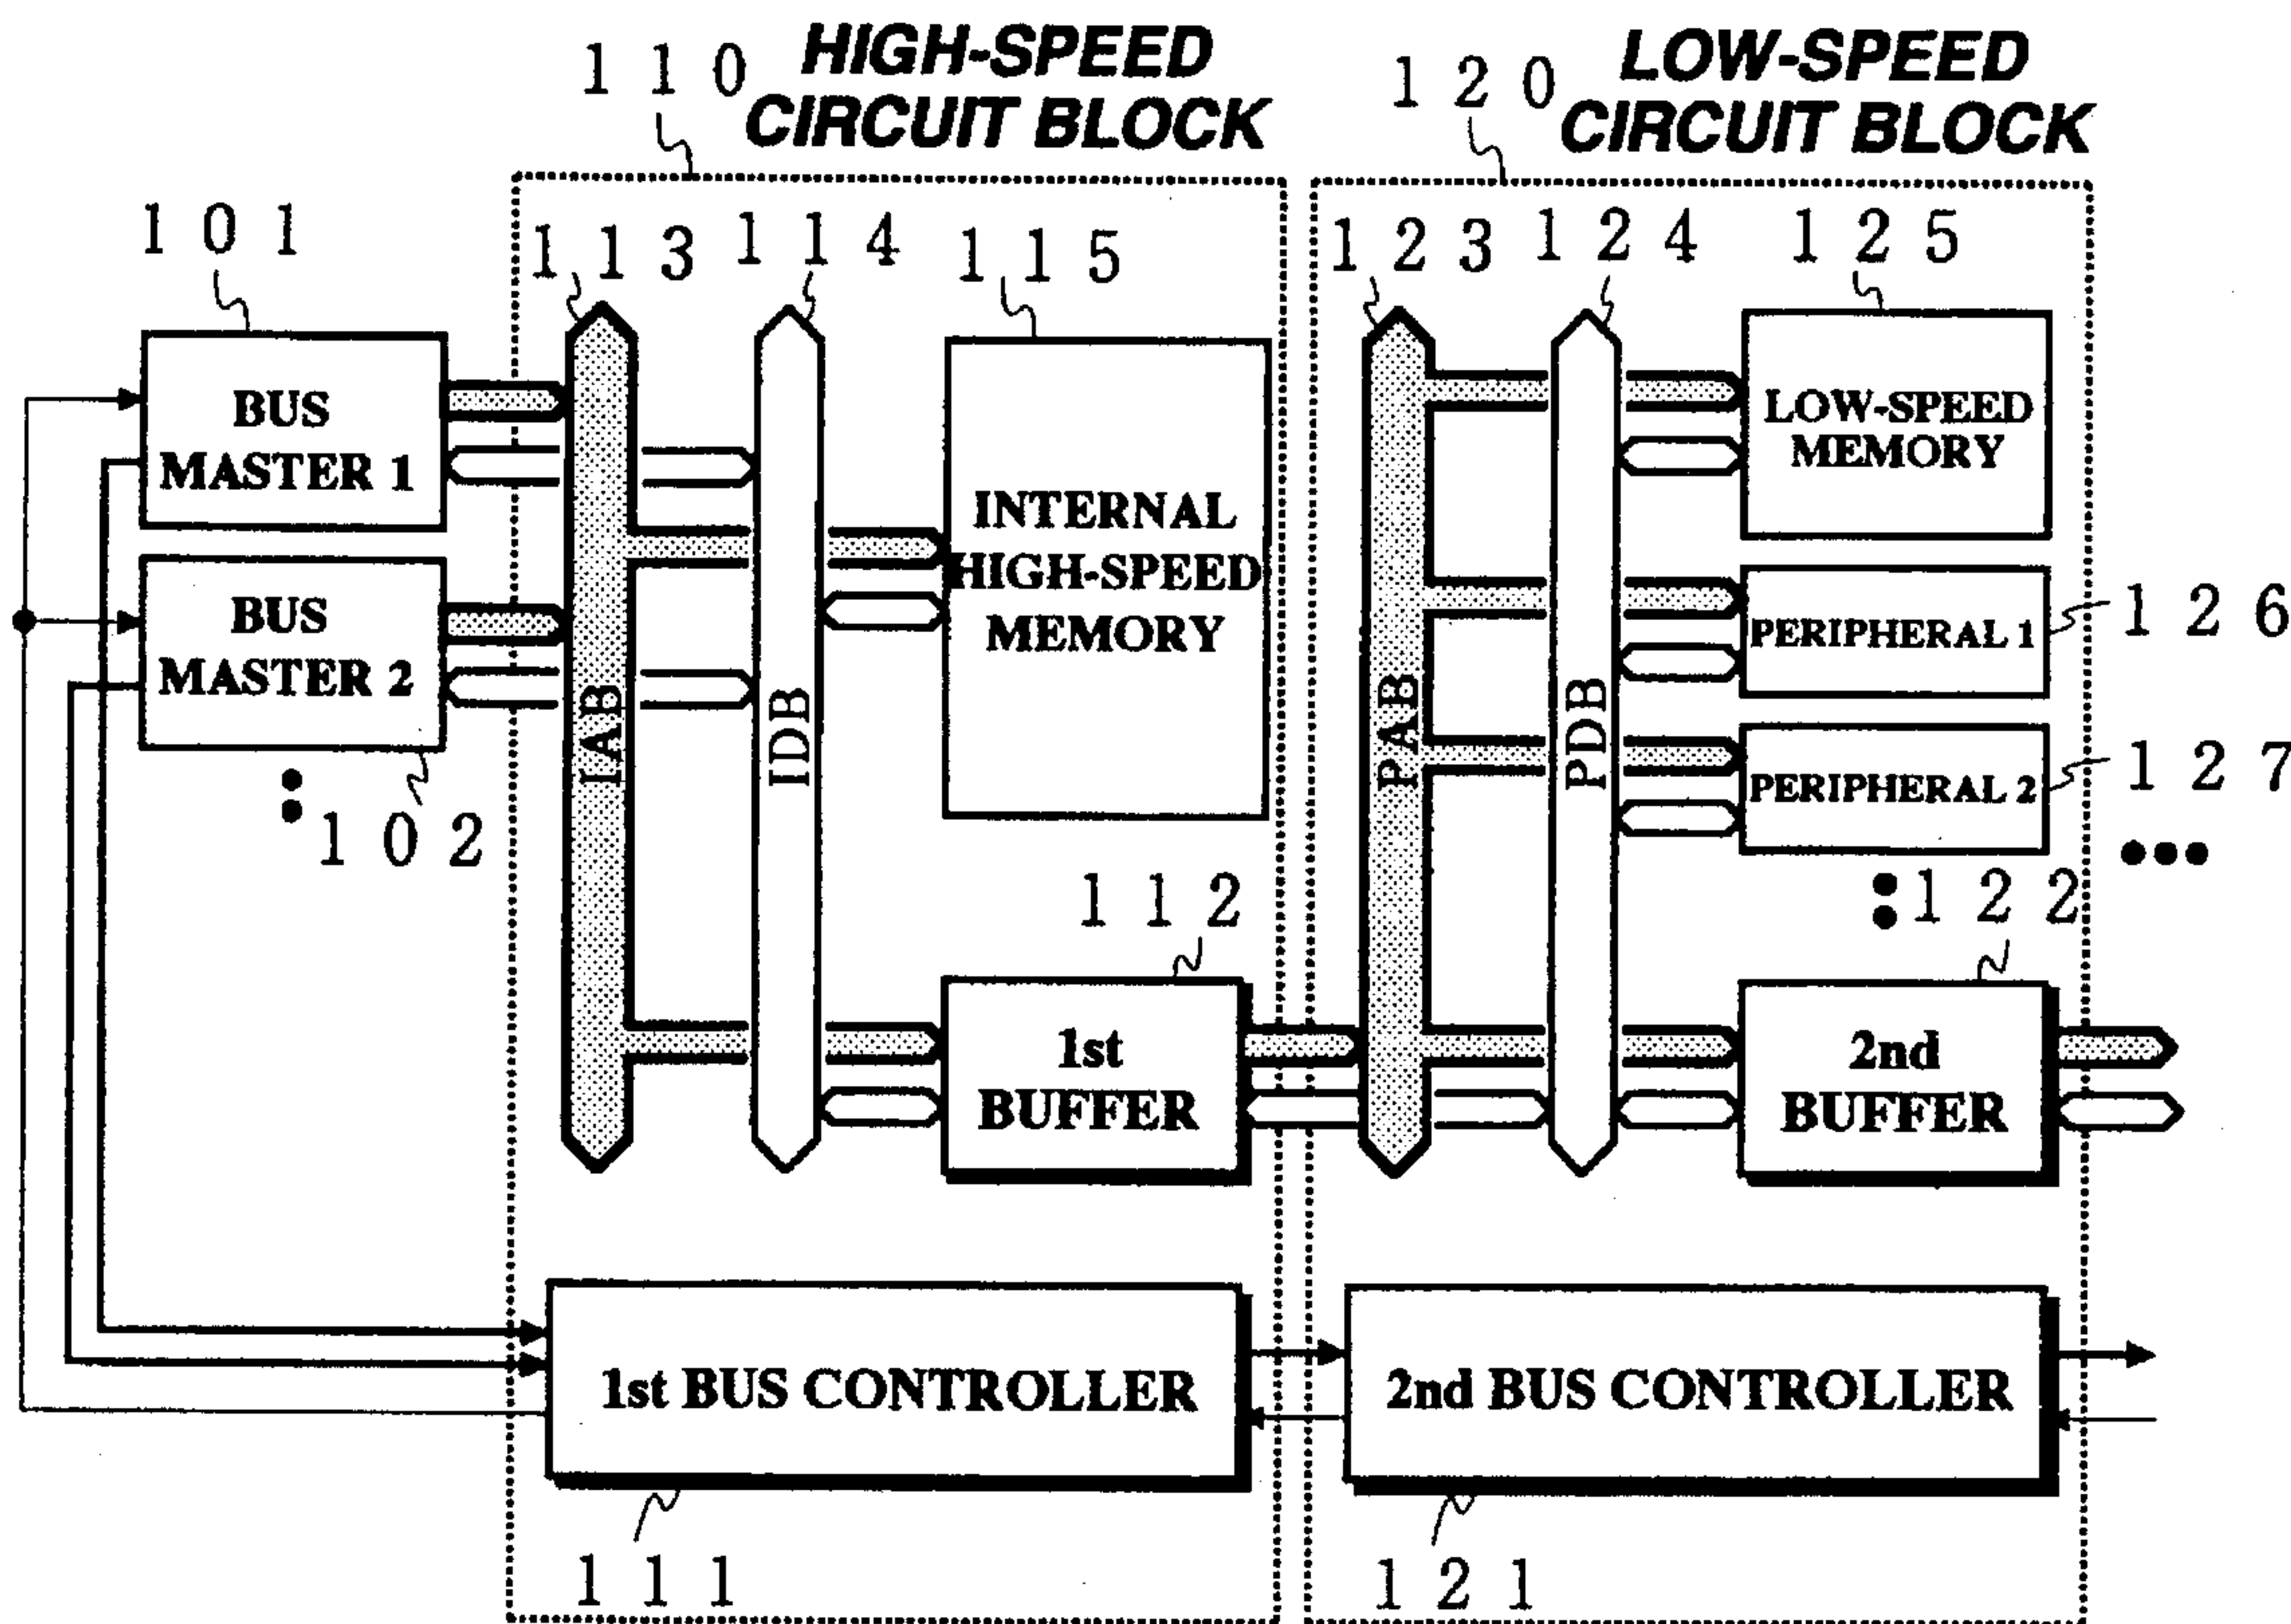 110
HIGH-SPEED
CIRCUIT BLOCK
120
LOW-SPEED
CIRCUIT BLOCK
101
113
114
115
123
124
125
BUS
MASTER 1
BUS
MASTER 2
102
IAB
IDB
INTERNAL
HIGH-SPEED
MEMORY
PAB
PDB
LOW-SPEED
MEMORY
PERIPHERAL 1
126
PERIPHERAL 2
127
112
122
1st
BUFFER
2nd
BUFFER
1st BUS CONTROLLER
2nd BUS CONTROLLER
111
121